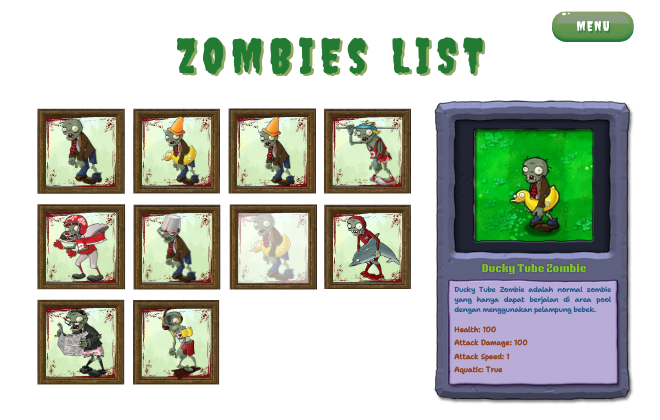 MENU
ZOMBIES LIST
Ducky Tube Zombie
Ducky Tube Zombie adalah normal zombie
yang hanya dapat berjalan di area pool
dengan menggunakan pelampung bebek.
Health: 100
Attack Damage: 100
Attack Speed: 1
Aquatic: True